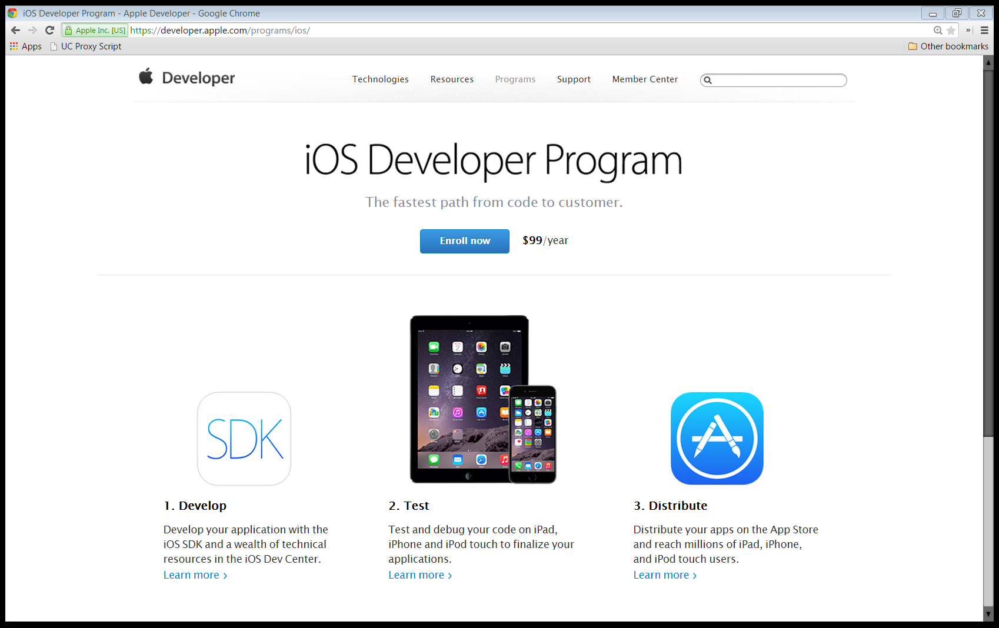 iOS Developer Program - Apple Developer - Google Chrome
Apple Inc. [US] https://developer.apple.com/programs/ios/
Apps UC Proxy Script » Other bookmarks
Developer Technologies Resources Programs Support Member Center
iOS Developer Program
The fastest path from code to customer.
Enroll now $99/year
SDK
1. Develop
Develop your application with the
iOS SDK and a wealth of technical
resources in the iOS Dev Center.
Learn more ›
2. Test
Test and debug your code on iPad,
iPhone and iPod touch to finalize your
applications.
Learn more ›
3. Distribute
Distribute your apps on the App Store
and reach millions of iPad, iPhone,
and iPod touch users.
Learn more ›